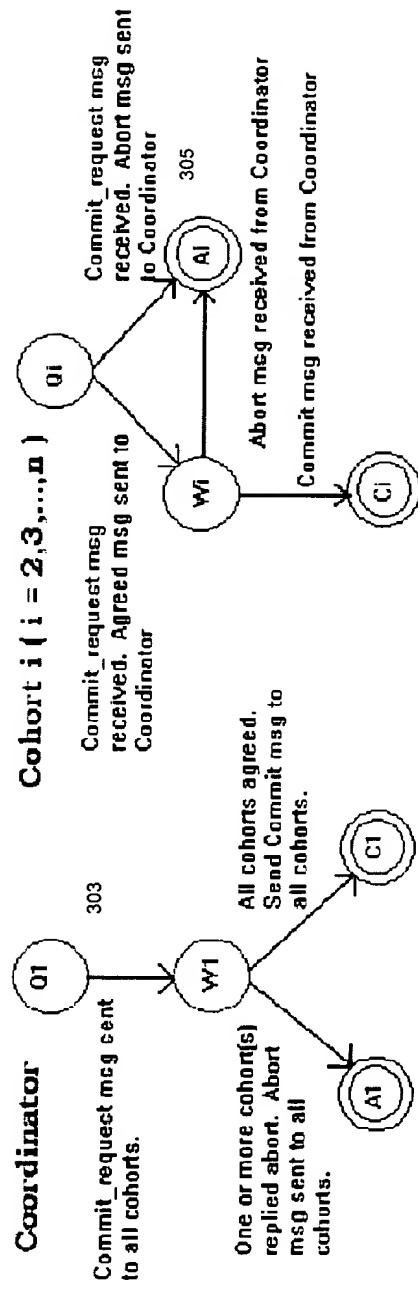 Coordinator
Q1
303
Commit_request msg sent
to all cohorts.
W1
One or more cohort(s)
replied abort. Abort
msg sent to all
cohorts.
All cohorts agreed.
Send Commit msg to
all cohorts.
A1
C1
Cohort i ( i = 2,3,...,n )
Qi
Commit_request msg
received. Agreed msg sent to
Coordinator
Commit_request msg
received. Abort msg sent
to Coordinator
305
Wi
Ai
Abort msg received from Coordinator
Commit msg received from Coordinator
Ci